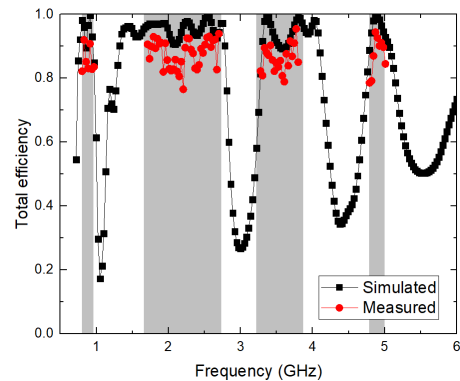 1.0
0.8
0.6
0.4
0.2
0.0
Total efficiency
Simulated
Measured
1 2 3 4 5 6
Frequency (GHz)